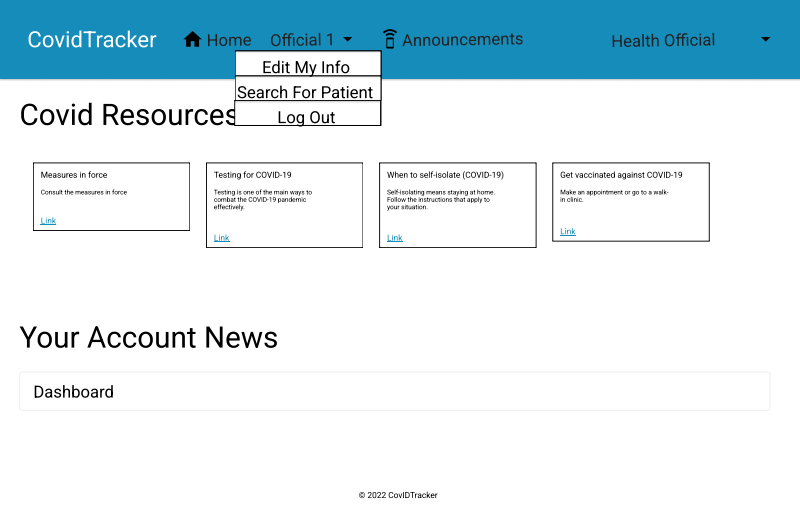 CovidTracker Home Official 1 Announcements Health Official
Edit My Info
Search For Patient
Log Out
Covid Resources
Measures in force
Consult the measures in force
Link
Testing for COVID-19
Testing is one of the main ways to
combat the COVID-19 pandemic
effectively.
Link
When to self-isolate (COVID-19)
Self-isolating means staying at home.
Follow the instructions that apply to
your situation.
Link
Get vaccinated against COVID-19
Make an appointment or go to a walk-
in clinic.
Link
Your Account News
Dashboard
© 2022 CovIDTracker